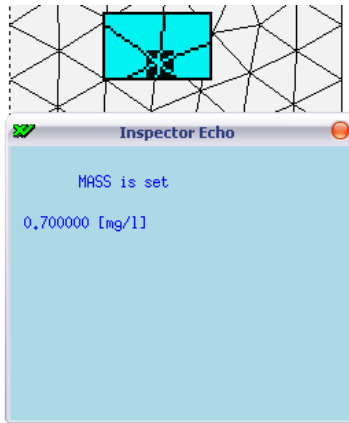 Inspector Echo
MASS is set
0.700000 [mg/l]